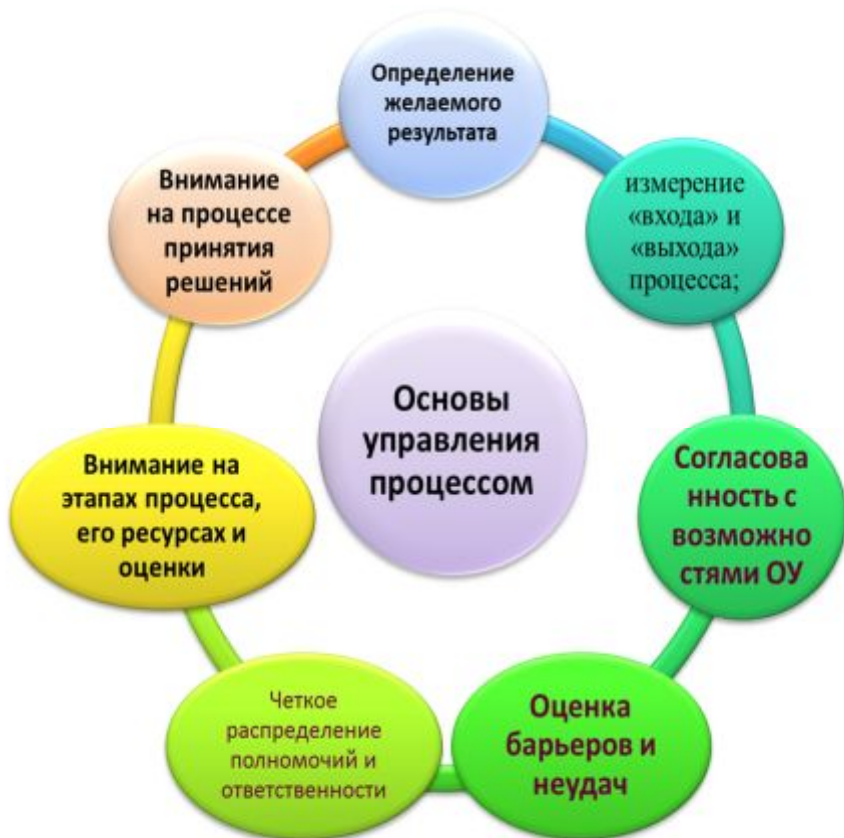 Определение
желаемого
результата
измерение
«входа» и
«выхода»
процесса;
Согласова
нность с
возможно
стями ОУ
Оценка
барьеров и
неудач
Четкое
распределение
полномочий и
ответственности
Внимание на
этапах процесса,
его ресурсах и
оценки
Внимание
на процессе
принятия
решений
Основы
управления
процессом